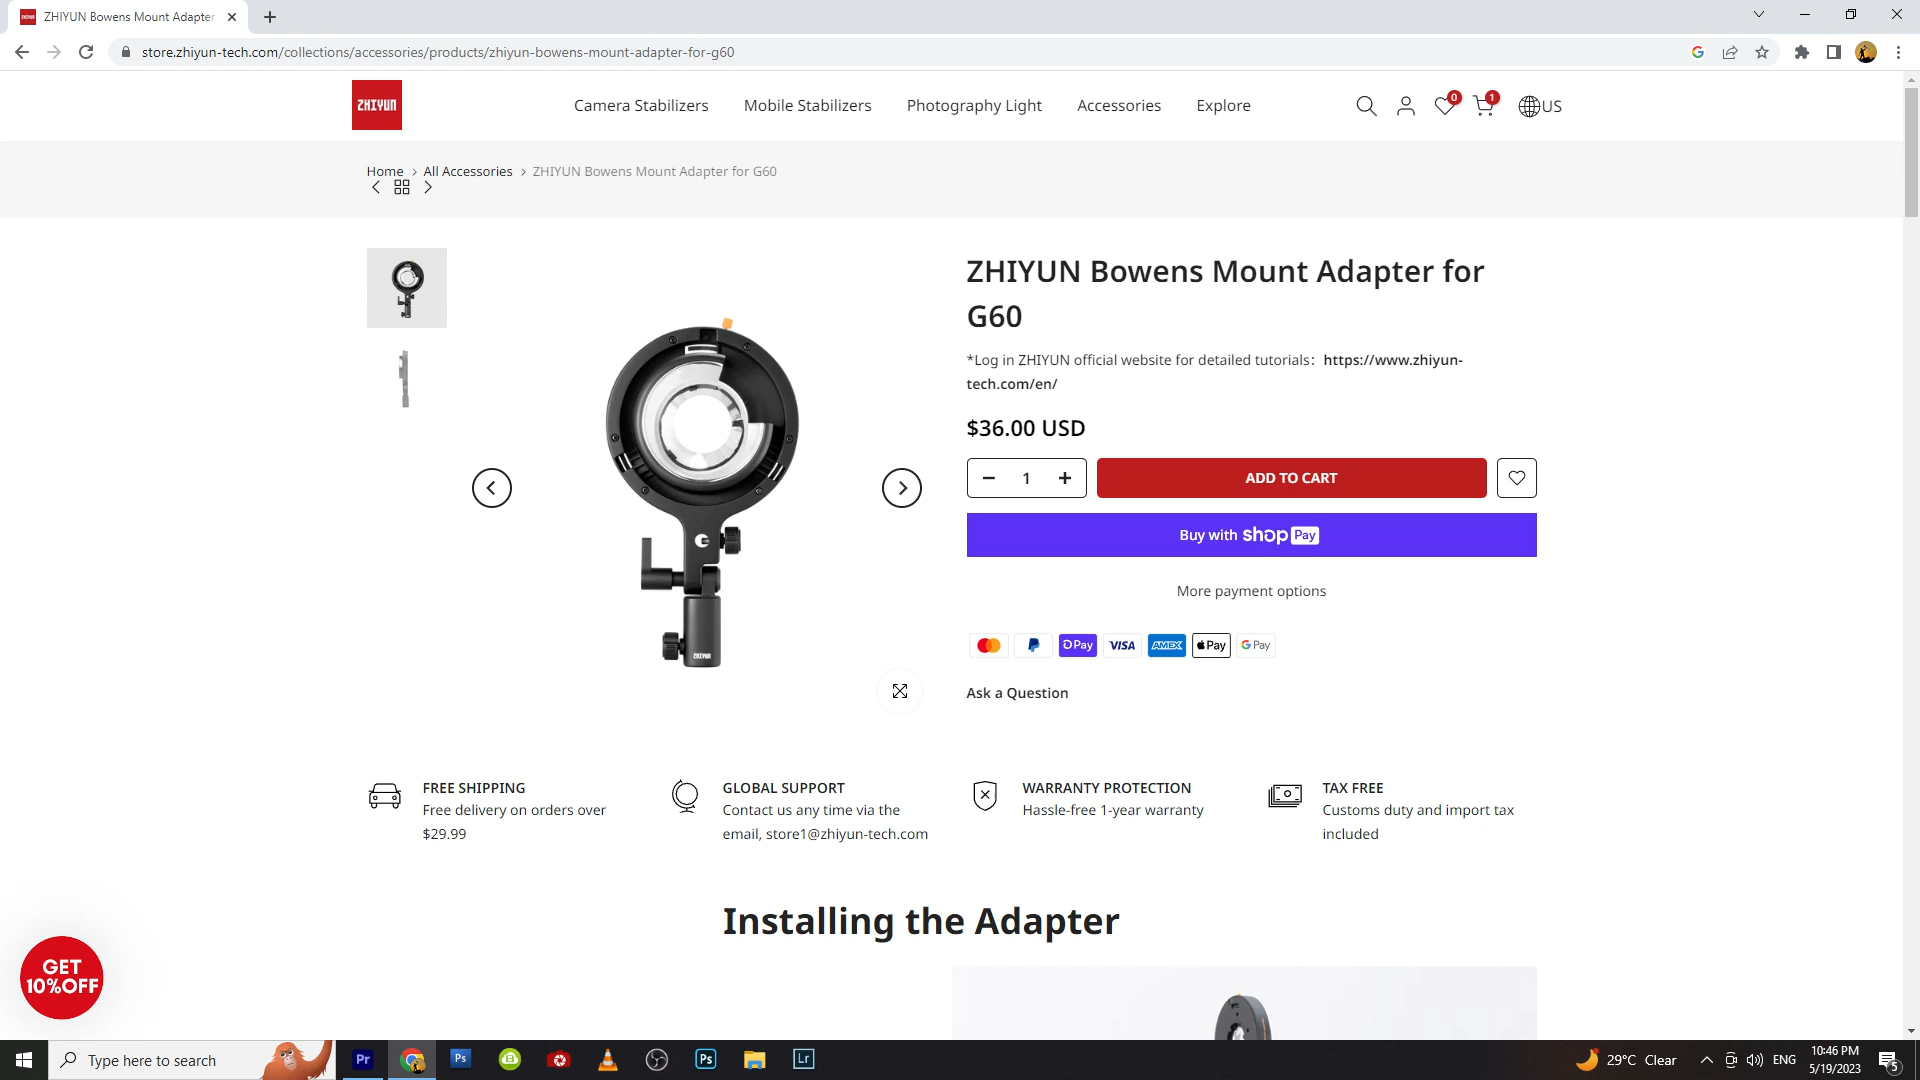 ZHIYUN Bowens Mount Adapter
store.zhiyun-tech.com/collections/accessories/products/zhiyun-bowens-mount-adapter-for-g60
ZHIYUN
Camera Stabilizers
Mobile Stabilizers
Photography Light
Accessories
Explore
0
1
US
Home > All Accessories > ZHIYUN Bowens Mount Adapter for G60
ZHIYUN Bowens Mount Adapter for
G60
*Log in ZHIYUN official website for detailed tutorials: https://www.zhiyun-
tech.com/en/
$36.00 USD
1
ADD TO CART
Buy with shop Pay
More payment options
Pay VISA AMEX Pay G Pay
Ask a Question
ZHIYUN
FREE SHIPPING
Free delivery on orders over
$29.99
GLOBAL SUPPORT
Contact us any time via the
email, store1@zhiyun-tech.com
WARRANTY PROTECTION
Hassle-free 1-year warranty
TAX FREE
Customs duty and import tax
included
Installing the Adapter
GET
10%OFF
Type here to search
Pr
Ps
Ps
Lr
29°C Clear
ENG
10:46 PM
5/19/2023
5